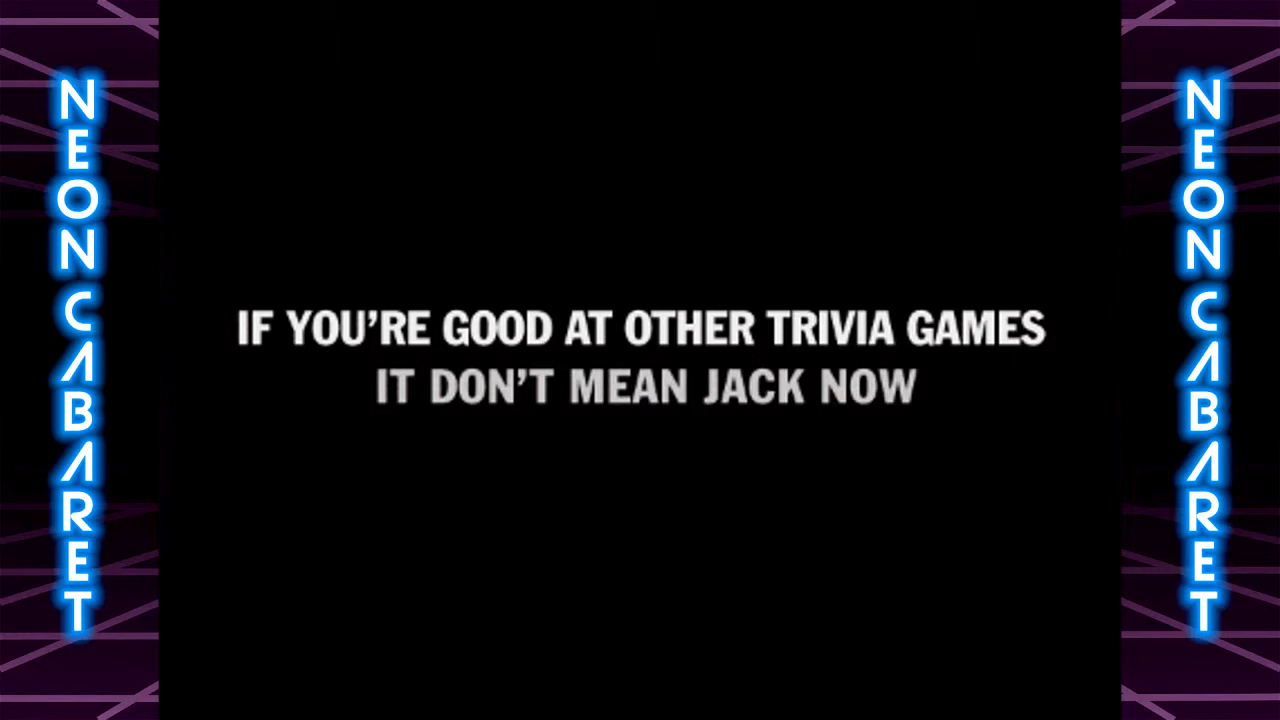 NEON CABARET
IF YOU'RE GOOD AT OTHER TRIVIA GAMES
IT DON'T MEAN JACK NOW
NEON CABARET